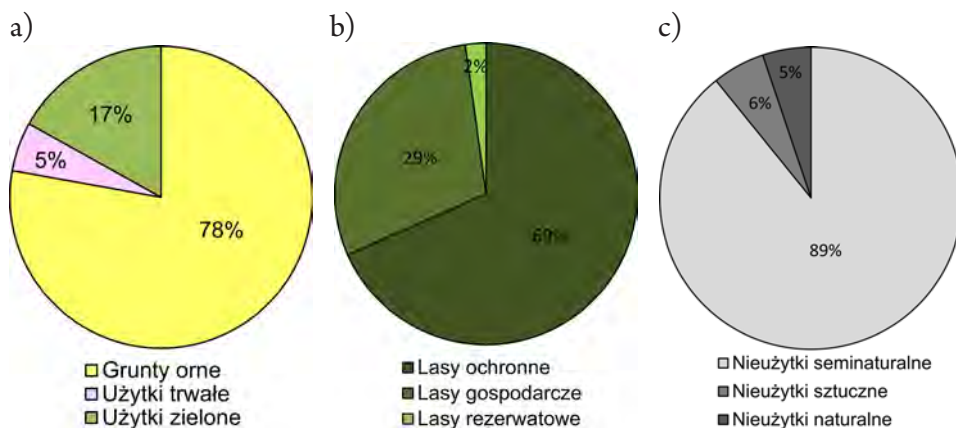 a)
17%
5%
78%
Grunty orne
Użytki trwałe
Użytki zielone
b)
2%
29%
69%
Lasy ochronne
Lasy gospodarcze
Lasy rezerwatowe
c)
5%
6%
89%
Nieużytki seminaturalne
Nieużytki sztuczne
Nieużytki naturalne